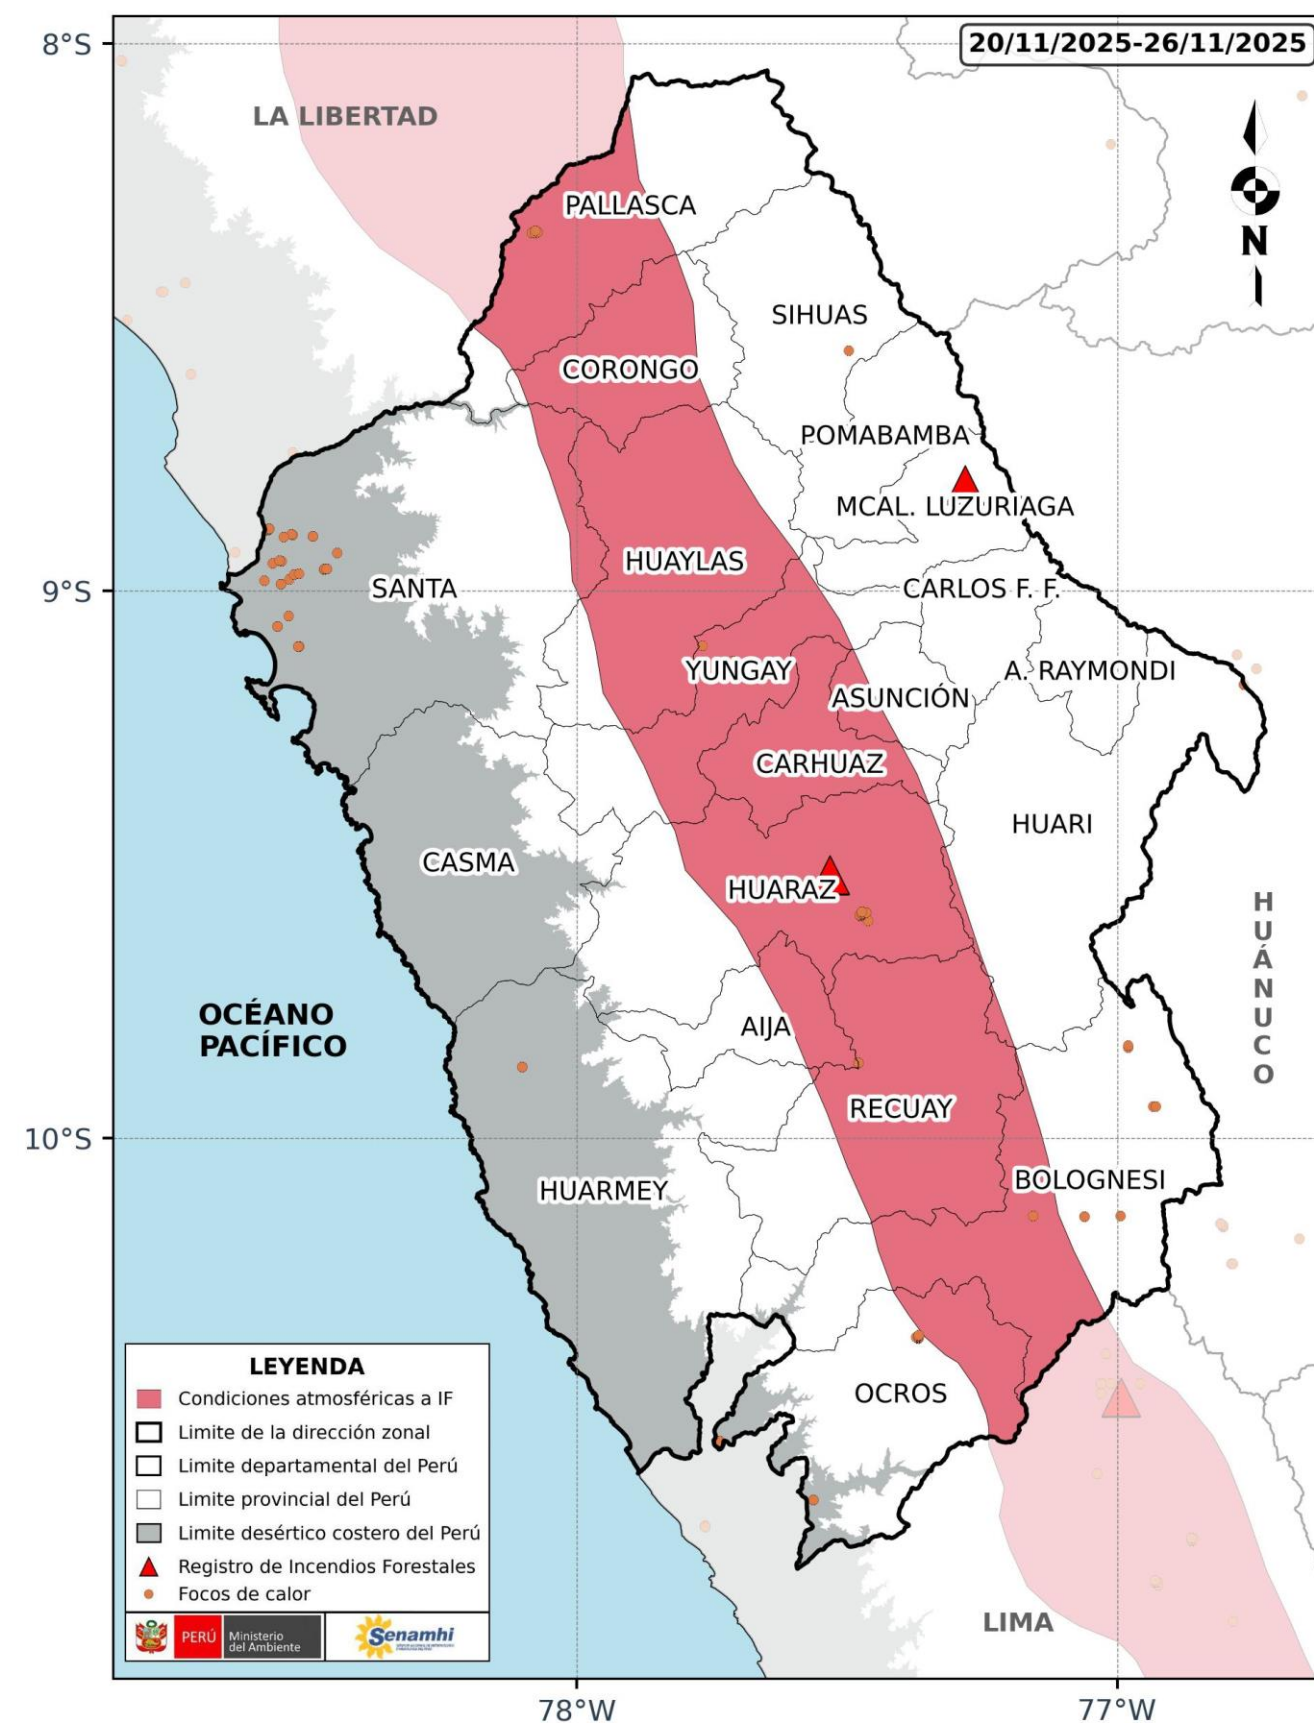 20/11/2025-26/11/2025
8°S
LA LIBERTAD
N
PALLASCA
SIHUAS
CORONGO
POMABAMBA
MCAL. LUZURIAGA
HUAYLAS
9°S
SANTA
CARLOS F. F.
YUNGAY
A. RAYMONDI
ASUNCIÓN
CARHUAZ
HUARI
CASMA
HUARAZ
HUÁNUCO
OCÉANO
PACÍFICO
AIJA
RECUAY
10°S
BOLOGNESI
HUARMEY
OCROS
LIMA
LEYENDA
Condiciones atmosféricas a IF
Limite de la dirección zonal
Limite departamental del Perú
Limite provincial del Perú
Limite desértico costero del Perú
Registro de Incendios Forestales
Focos de calor
PERÚ
Ministerio
del Ambiente
Senamhi
78°W
77°W